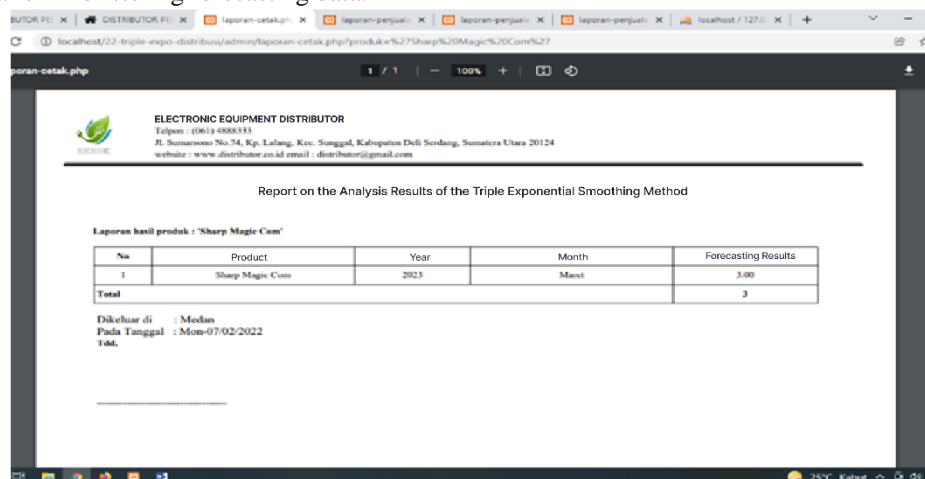 BUTOR PEI × DISTRIBUTOR PEI × laporan-cetak.ph × laporan-penjuala × laporan-penjuala × laporan-penjuala × localhost / 127.0 × +
localhost/22-triple-expo-distribusi/admin/laporan-cetak.php?produk=%27Sharp%20Magic%20Com%27
poran-cetak.php 1 / 1 | − 100% + |
ELECTRONIC EQUIPMENT DISTRIBUTOR
Telpon : (061) 4888333
Jl. Sumarsono No.74, Kp. Lalang, Kec. Sunggal, Kabupaten Deli Serdang, Sumatera Utara 20124
website : www.distributor.co.id email : distributor@gmail.com
Report on the Analysis Results of the Triple Exponential Smoothing Method
Laporan hasil produk : 'Sharp Magic Com'
No Product Year Month Forecasting Results
1 Sharp Magic Com 2023 Maret 3.00
Total 3
Dikeluar di : Medan
Pada Tanggal : Mon-07/02/2022
Tdd,
25°C Kabut